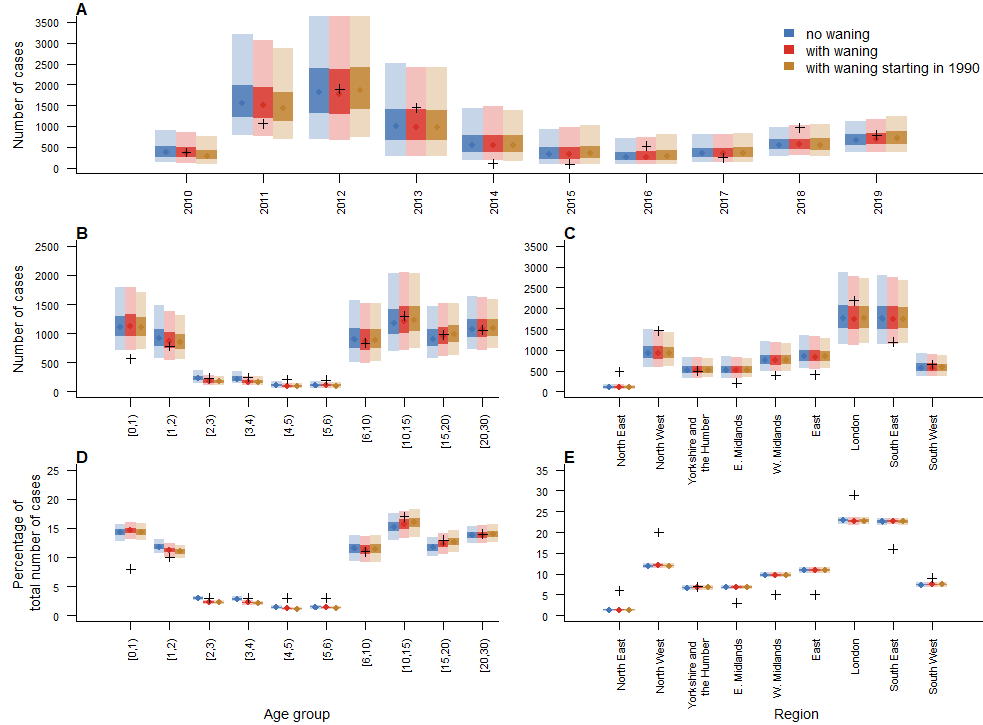 A
Number of cases
3500
3000
2500
2000
1500
1000
500
0
no waning
with waning
with waning starting in 1990
2010
2011
2012
2013
2014
2015
2016
2017
2018
2019
B
Number of cases
2500
2000
1500
1000
500
0
[0,1)
[1,2)
[2,3)
[3,4)
[4,5)
[5,6)
[6,10)
[10,15)
[15,20)
[20,30)
C
3500
3000
2500
2000
1500
1000
500
0
North East
North West
Yorkshire and
the Humber
E. Midlands
W. Midlands
East
London
South East
South West
D
Percentage of
total number of cases
25
20
15
10
5
0
[0,1)
[1,2)
[2,3)
[3,4)
[4,5)
[5,6)
[6,10)
[10,15)
[15,20)
[20,30)
Age group
E
35
30
25
20
15
10
5
0
North East
North West
Yorkshire and
the Humber
E. Midlands
W. Midlands
East
London
South East
South West
Region